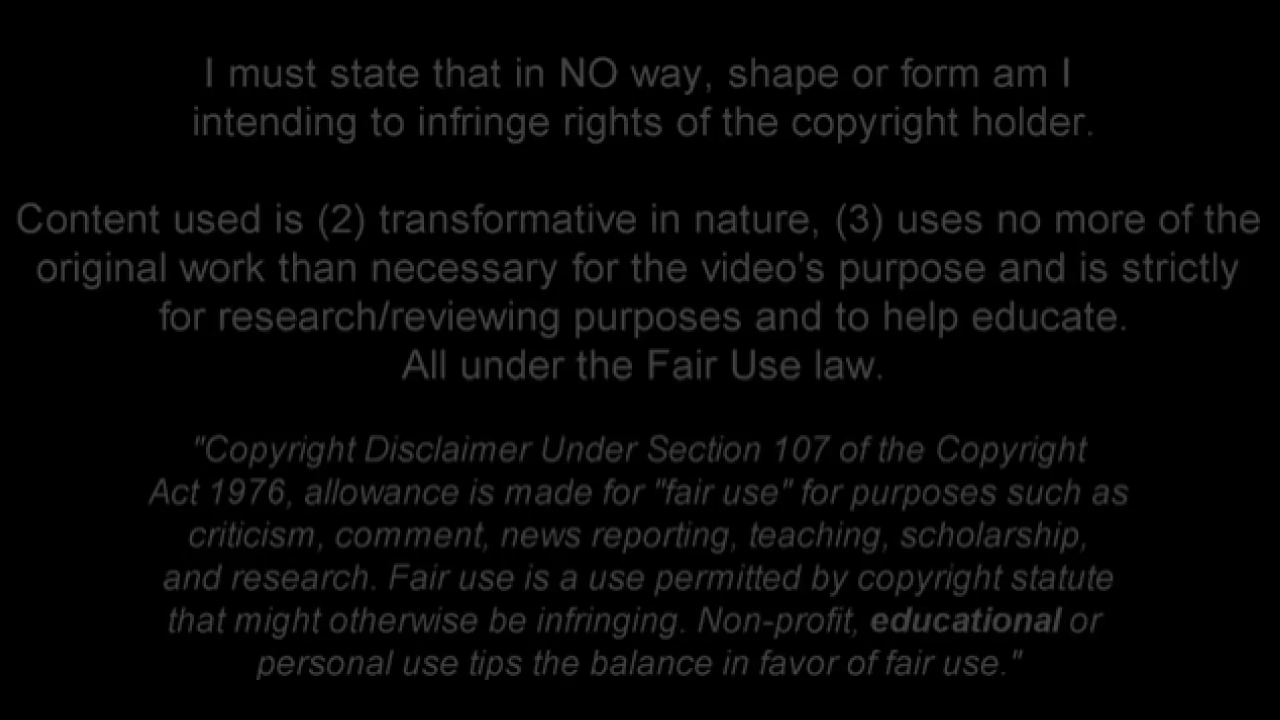 I must state that in NO way, shape or form am I
intending to infringe rights of the copyright holder.
Content used is (2) transformative in nature, (3) uses no more of the
original work than necessary for the video's purpose and is strictly
for research/reviewing purposes and to help educate.
All under the Fair Use law.
"Copyright Disclaimer Under Section 107 of the Copyright
Act 1976, allowance is made for "fair use" for purposes such as
criticism, comment, news reporting, teaching, scholarship,
and research. Fair use is a use permitted by copyright statute
that might otherwise be infringing. Non-profit, educational or
personal use tips the balance in favor of fair use."